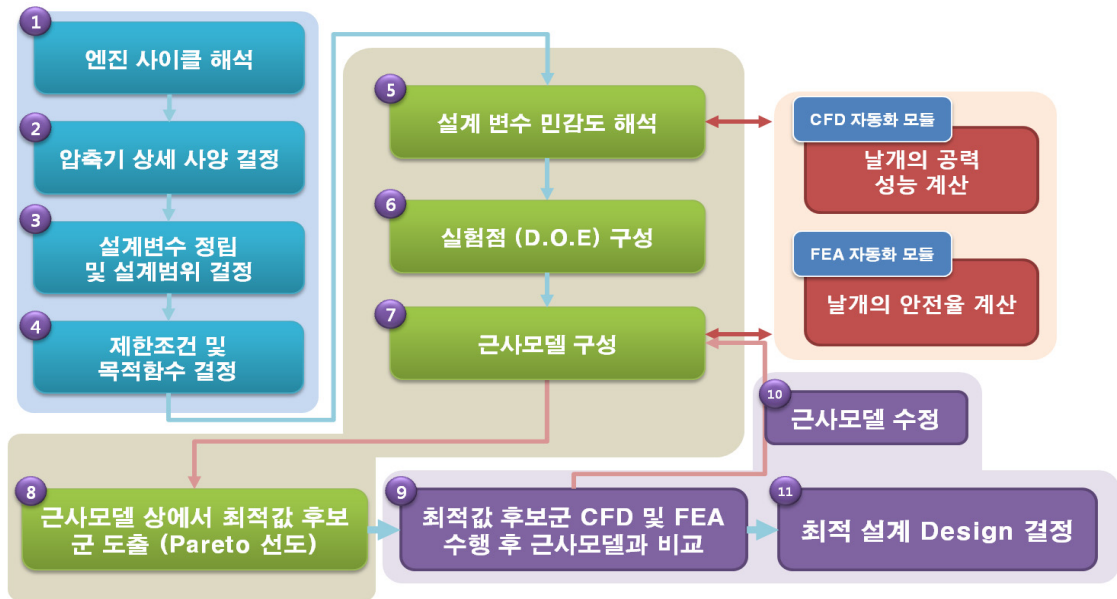 1
엔진 사이클 해석
2
압축기 상세 사양 결정
3
설계변수 정립
및 설계범위 결정
4
제한조건 및
목적함수 결정
5
설계 변수 민감도 해석
6
실험점 (D.O.E) 구성
7
근사모델 구성
CFD 자동화 모듈
날개의 공력
성능 계산
FEA 자동화 모듈
날개의 안전율 계산
8
근사모델 상에서 최적값 후보
군 도출 (Pareto 선도)
9
최적값 후보군 CFD 및 FEA
수행 후 근사모델과 비교
10
근사모델 수정
11
최적 설계 Design 결정